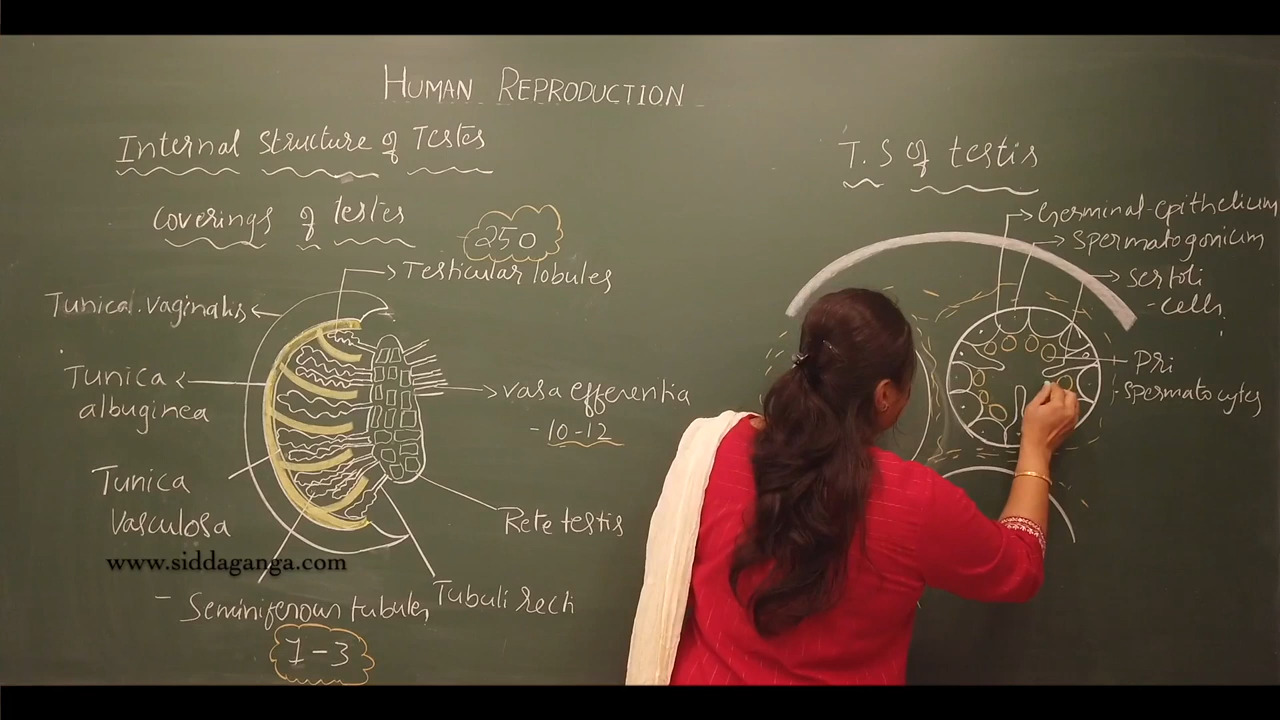 HUMAN REPRODUCTION
Internal Structure of Testes
Coverings of testes
250
Testicular lobules
Tunica vaginalis
Tunica
albuginea
vasa efferentia
- 10-12
Tunica
Vasculosa
Rete testis
www.siddaganga.com
- Seminiferous tubules
Tubuli recti
1-3
T.S of testis
Germinal-epithelium
Spermatogonium
Sertoli
- cells
Pri
-Spermatocytes